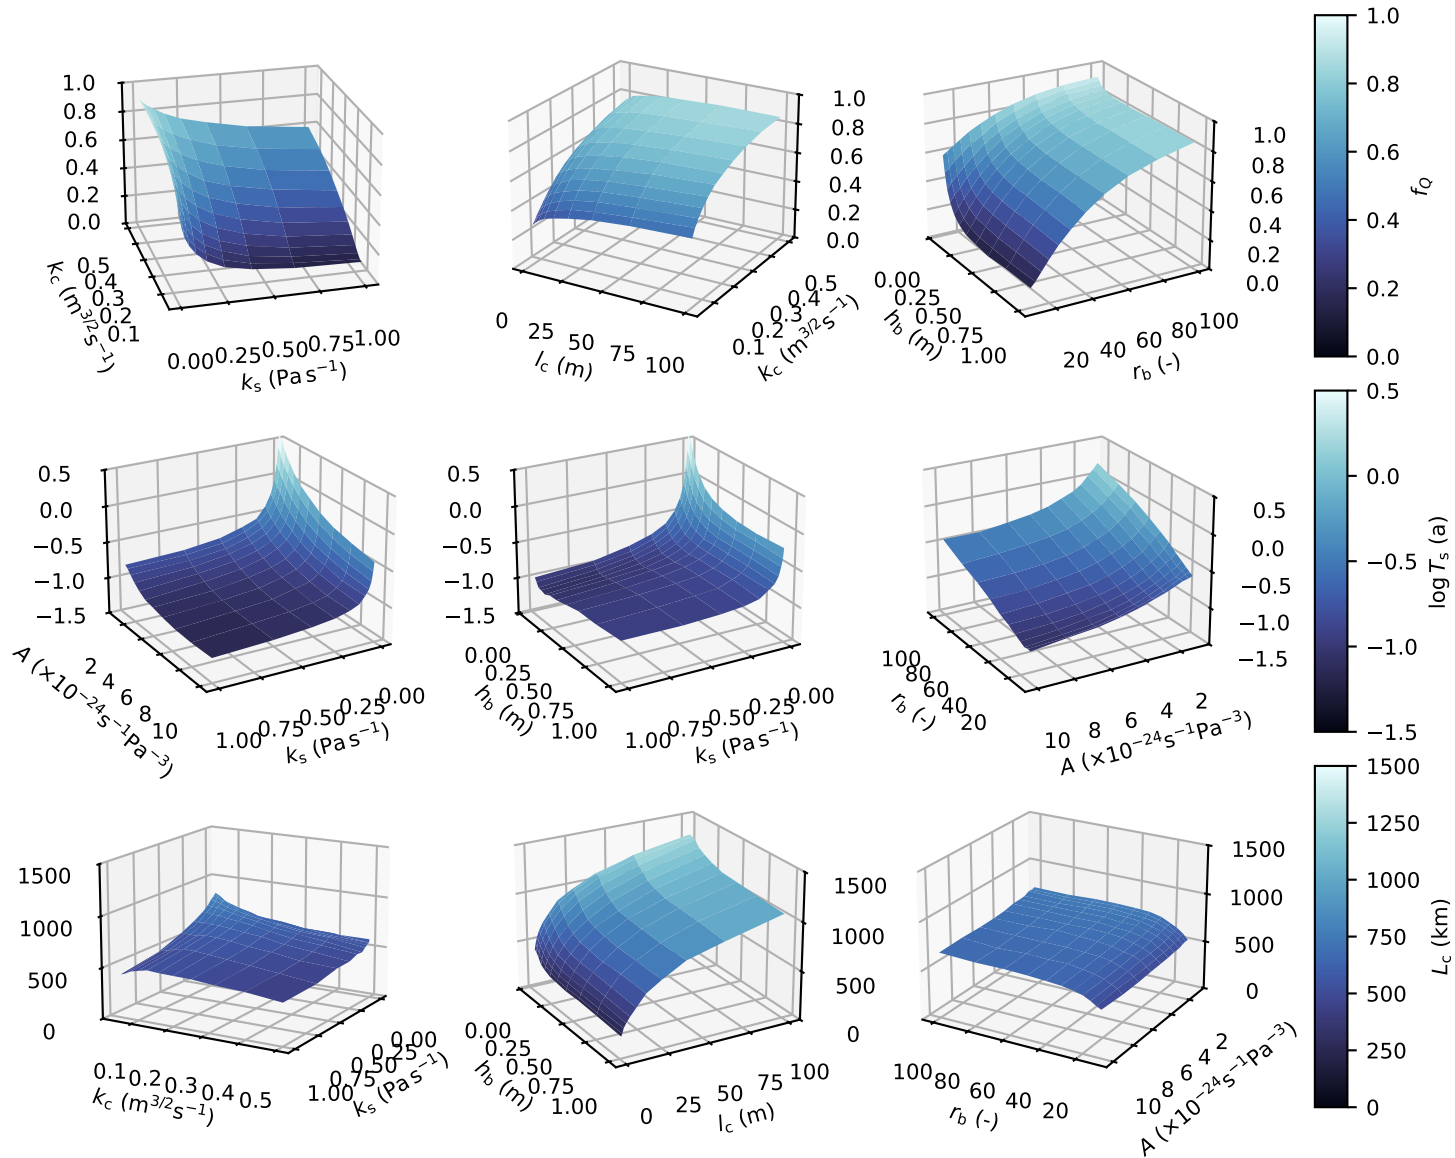 1.0
0.8
0.6
0.4
0.2
0.0
0.5
0.4
0.3
0.2
0.1
k_c (m^{3/2}s^{-1})
0.00 0.25 0.50 0.75 1.00
k_s (Pa s^{-1})
1.0
0.8
0.6
0.4
0.2
0.0
0 25 50 75 100
l_c (m)
0.1 0.2 0.3 0.4 0.5
k_c (m^{3/2}s^{-1})
1.0
0.8
0.6
0.4
0.2
0.0
0.00 0.25 0.50 0.75 1.00
h_b (m)
20 40 60 80 100
r_b (-)
1.0
0.8
0.6
0.4
0.2
0.0
f_Q
0.5
0.0
−0.5
−1.0
−1.5
2 4 6 8 10
A (×10^{−24}s^{−1}Pa^{−3})
1.00 0.75 0.50 0.25 0.00
k_s (Pa s^{−1})
0.5
0.0
−0.5
−1.0
−1.5
0.00 0.25 0.50 0.75 1.00
h_b (m)
1.00 0.75 0.50 0.25 0.00
k_s (Pa s^{−1})
0.5
0.0
−0.5
−1.0
−1.5
100 80 60 40 20
r_b (-)
10 8 6 4 2
A (×10^{−24}s^{−1}Pa^{−3})
0.5
0.0
−0.5
−1.0
−1.5
log T_s (a)
1500
1000
500
0
0.1 0.2 0.3 0.4 0.5
k_c (m^{3/2}s^{−1})
1.00 0.75 0.50 0.25 0.00
k_s (Pa s^{−1})
1500
1000
500
0
0.00 0.25 0.50 0.75 1.00
h_b (m)
0 25 50 75 100
l_c (m)
1500
1000
500
0
100 80 60 40 20
r_b (-)
10 8 6 4 2
A (×10^{−24}s^{−1}Pa^{−3})
1500
1250
1000
750
500
250
0
L_c (km)